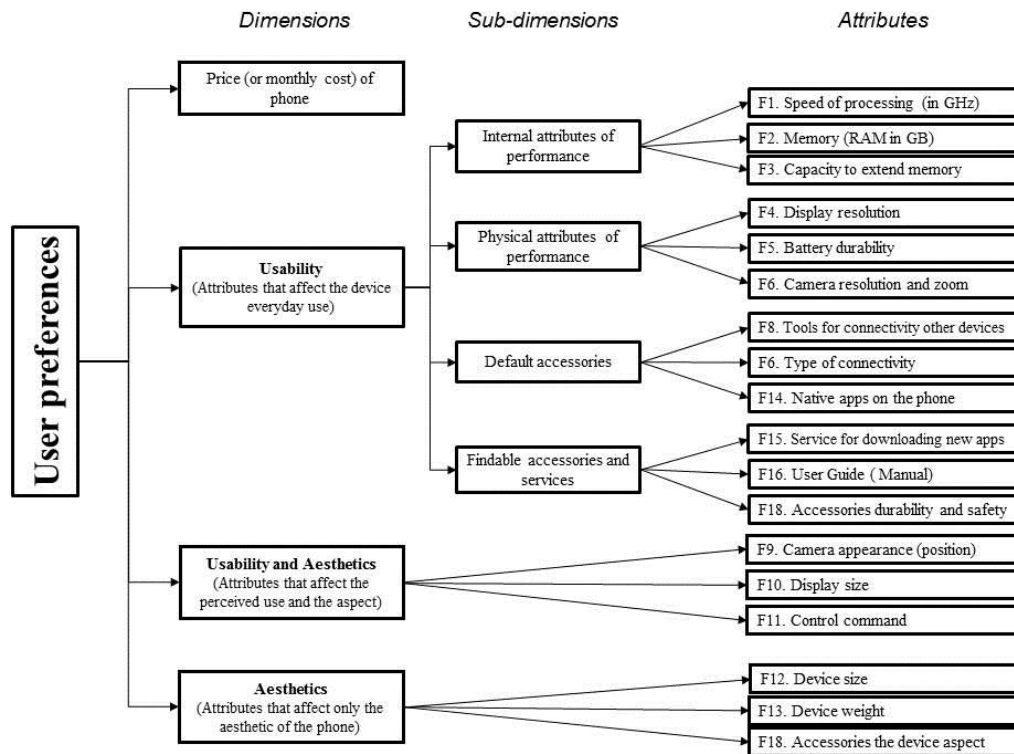 Dimensions
Sub-dimensions
Attributes
User preferences
Price (or monthly cost) of
phone
Usability
(Attributes that affect the device
everyday use)
Internal attributes of
performance
F1. Speed of processing (in GHz)
F2. Memory (RAM in GB)
F3. Capacity to extend memory
Physical attributes of
performance
F4. Display resolution
F5. Battery durability
F6. Camera resolution and zoom
Default accessories
F8. Tools for connectivity other devices
F6. Type of connectivity
F14. Native apps on the phone
Findable accessories and
services
F15. Service for downloading new apps
F16. User Guide ( Manual)
F18. Accessories durability and safety
Usability and Aesthetics
(Attributes that affect the
perceived use and the aspect)
F9. Camera appearance (position)
F10. Display size
F11. Control command
Aesthetics
(Attributes that affect only the
aesthetic of the phone)
F12. Device size
F13. Device weight
F18. Accessories the device aspect